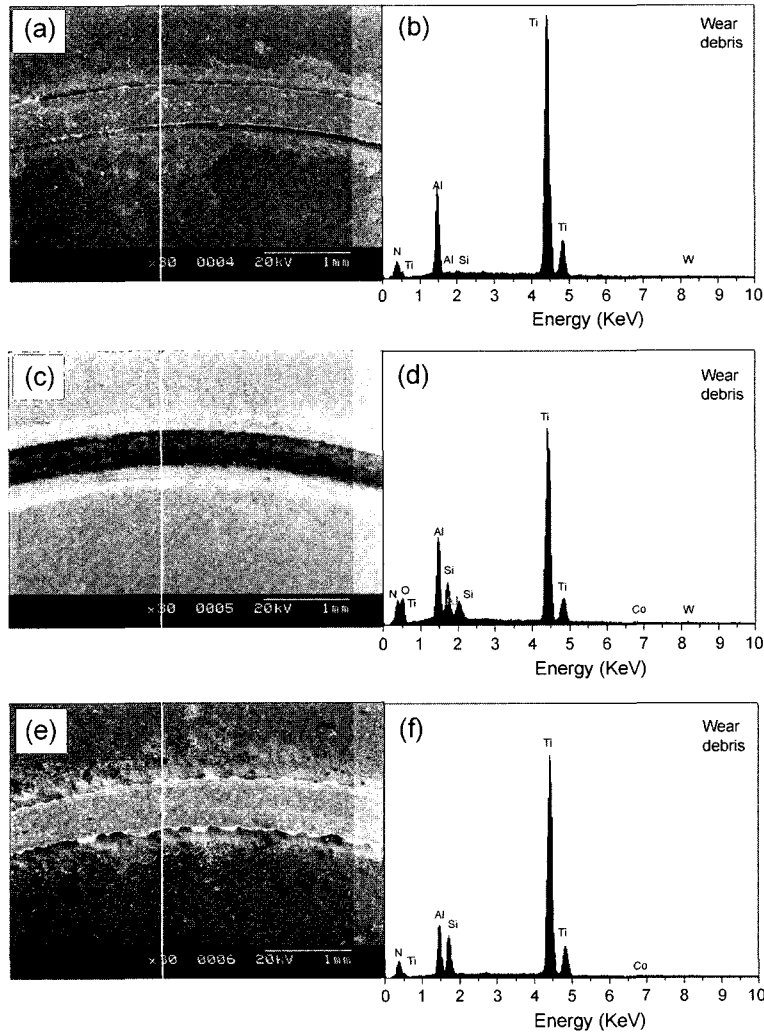 (a)
×30 0004 20kV 1mm
(b)
Wear
debris
Ti
Al
Ti
N
Ti
Al
Si
W
0 1 2 3 4 5 6 7 8 9 10
Energy (KeV)
(c)
×30 0005 20kV 1mm
(d)
Wear
debris
Ti
Al
Si
N
O
Ti
Si
Ti
Co
W
0 1 2 3 4 5 6 7 8 9 10
Energy (KeV)
(e)
×30 0006 20kV 1mm
(f)
Wear
debris
Ti
Al
Si
Ti
N
Ti
Co
0 1 2 3 4 5 6 7 8 9 10
Energy (KeV)